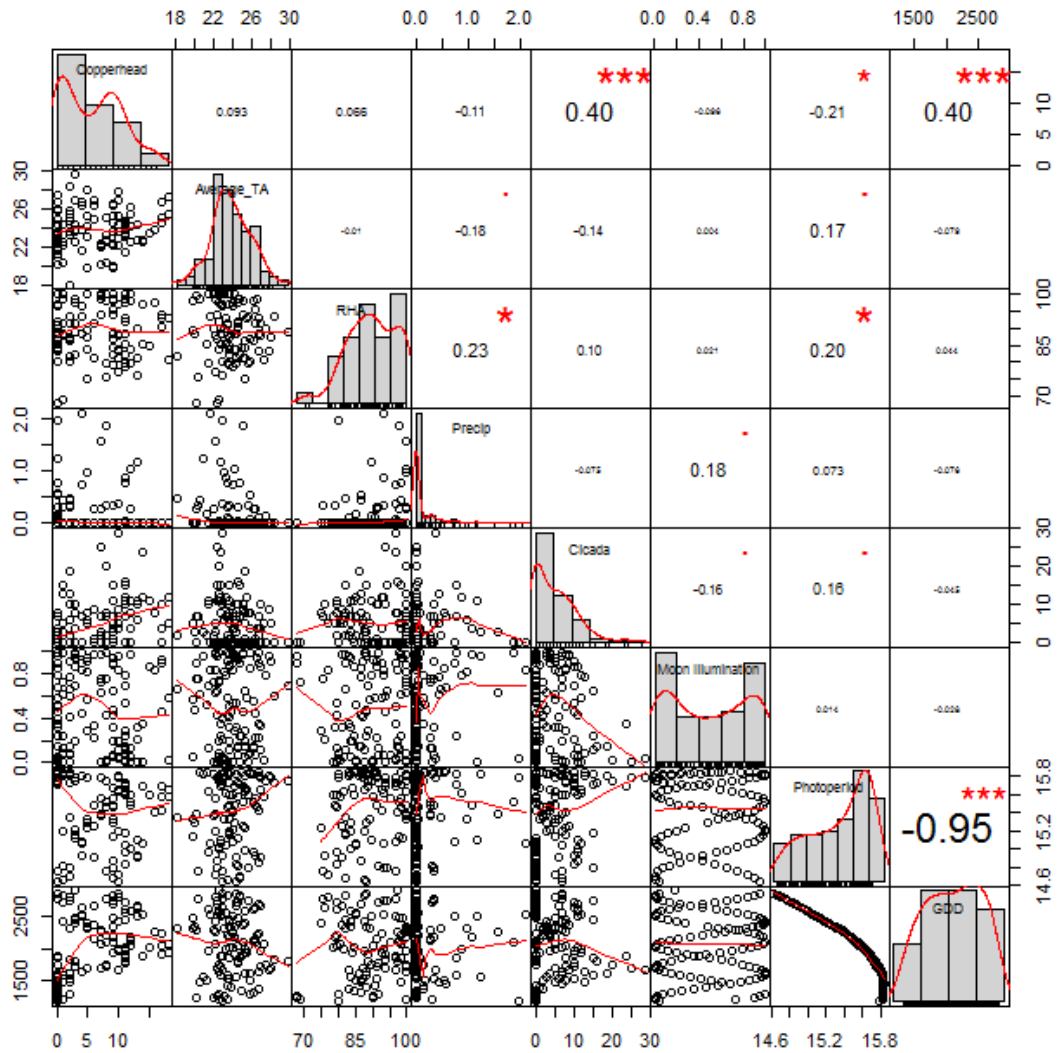 18 22 26 30 0.0 1.0 2.0 0.0 0.4 0.8 1500 2500
Copperhead 0.093 0.066 -0.11 *** 0.40 * -0.21 *** 0.40 0 5 10
18 22 26 30 Average_TA -0.01 . -0.18 -0.14 0.004 . 0.17 -0.079
RHA * 0.23 0.10 0.021 * 0.20 0.044 70 85 100
0.0 1.0 2.0 Precip -0.075 . 0.18 0.073 -0.076
Cicada . -0.16 . 0.16 -0.045 0 10 20 30
0.0 0.4 0.8 Moon Illumination 0.014
Photoperiod *** -0.95 14.6 15.2 15.8
1500 2500 GDD
0 5 10 70 85 100 0 10 20 30 14.6 15.2 15.8